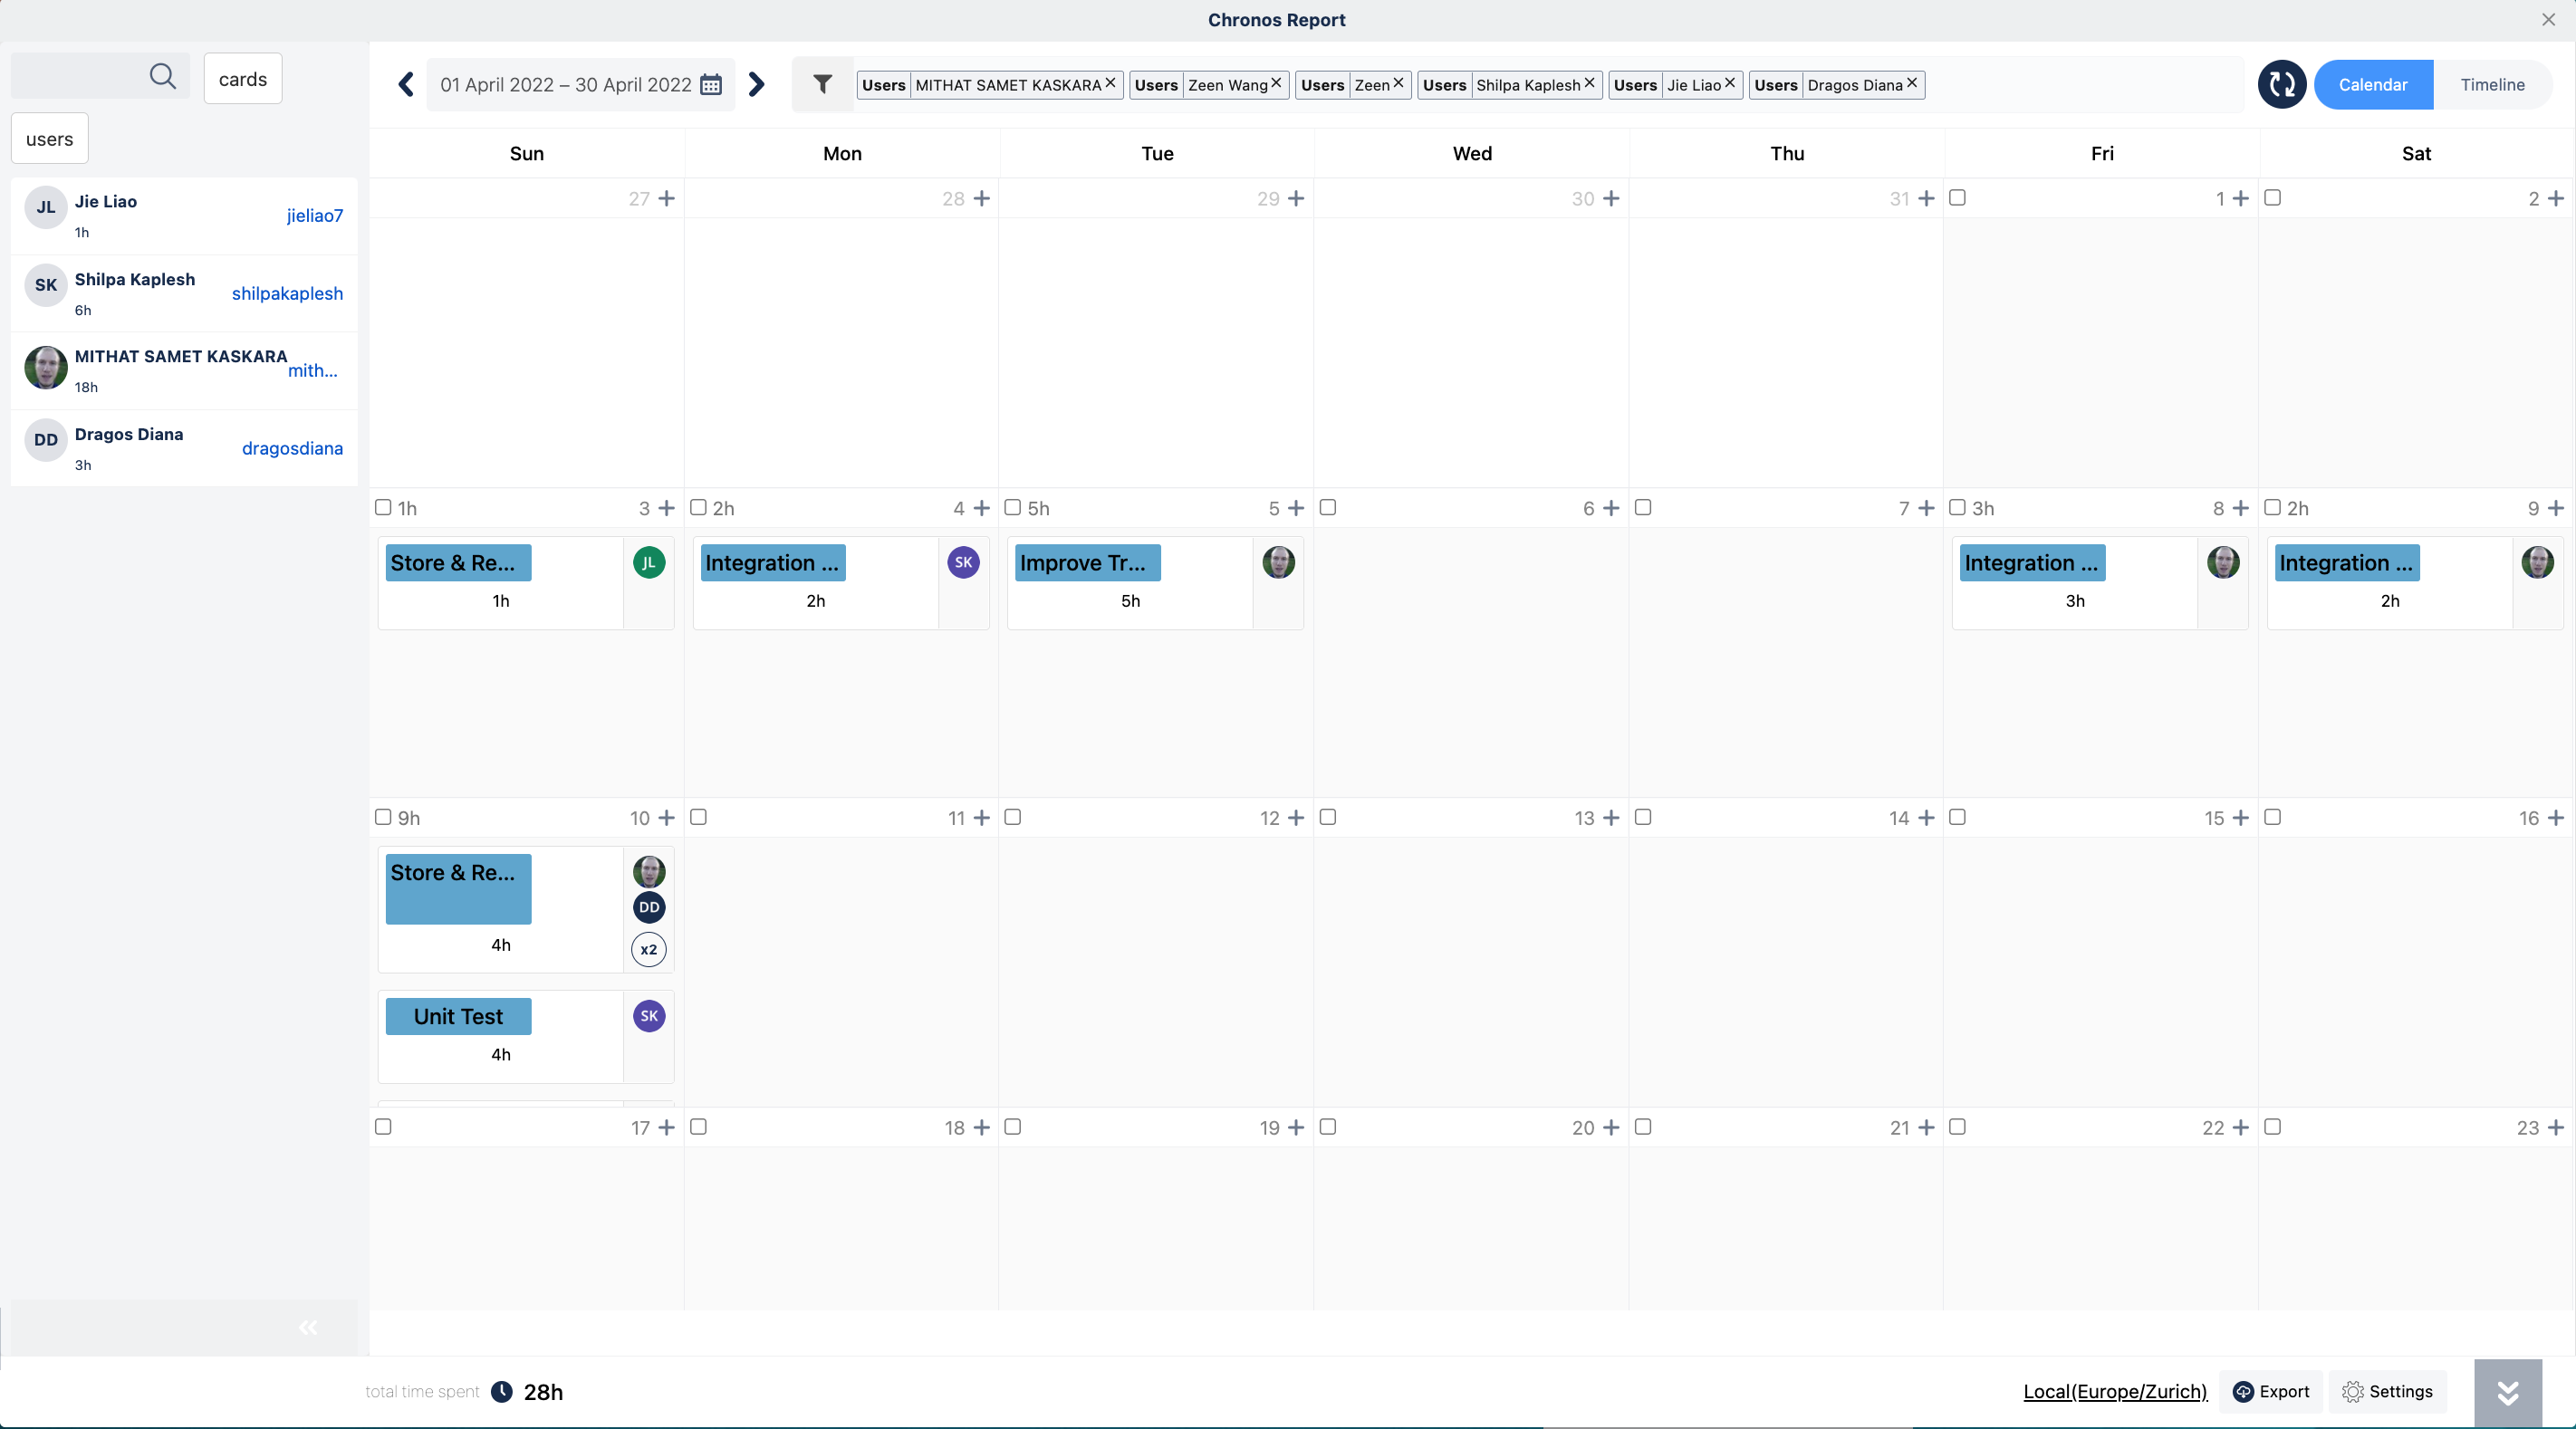 Chronos Report
cards
users
JL Jie Liao jieliao7
1h
SK Shilpa Kaplesh shilpakaplesh
6h
MITHAT SAMET KASKARA mith...
18h
DD Dragos Diana dragosdiana
3h
01 April 2022 – 30 April 2022
Users MITHAT SAMET KASKARA Users Zeen Wang Users Zeen Users Shilpa Kaplesh Users Jie Liao Users Dragos Diana
Calendar Timeline
Sun Mon Tue Wed Thu Fri Sat
27 + 28 + 29 + 30 + 31 + 1 + 2 +
1h 3 + 2h 4 + 5h 5 + 6 + 7 + 3h 8 + 2h 9 +
Store & Re... JL Integration ... SK Improve Tr... Integration ... Integration ...
1h 2h 5h 3h 2h
9h 10 + 11 + 12 + 13 + 14 + 15 + 16 +
Store & Re...
DD
4h x2
Unit Test SK
4h
17 + 18 + 19 + 20 + 21 + 22 + 23 +
total time spent 28h
Local(Europe/Zurich) Export Settings